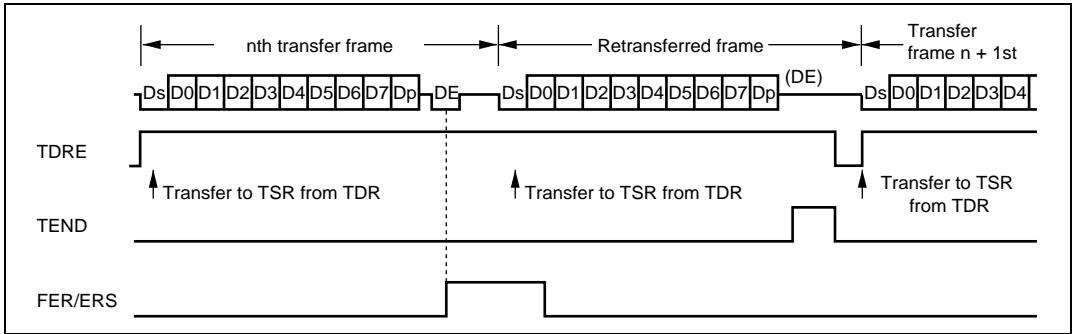 nth transfer frame
Retransferred frame
Transfer
frame n + 1st
Ds D0 D1 D2 D3 D4 D5 D6 D7 Dp DE
Ds D0 D1 D2 D3 D4 D5 D6 D7 Dp (DE)
Ds D0 D1 D2 D3 D4
TDRE
Transfer to TSR from TDR
Transfer to TSR from TDR
Transfer to TSR
from TDR
TEND
FER/ERS